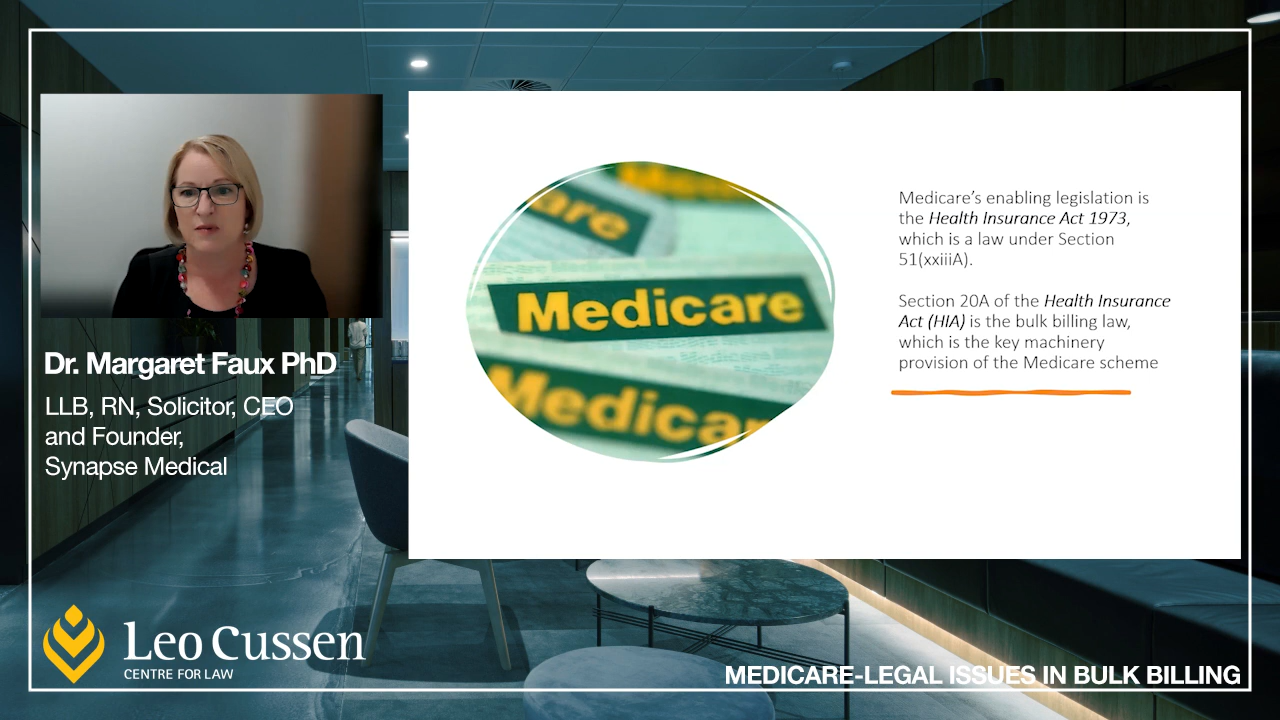 Dr. Margaret Faux PhD
LLB, RN, Solicitor, CEO
and Founder,
Synapse Medical
Medicare
are
Medicare
Medicar
Medicare’s enabling legislation is
the Health Insurance Act 1973,
which is a law under Section
51(xxiiiA).
Section 20A of the Health Insurance
Act (HIA) is the bulk billing law,
which is the key machinery
provision of the Medicare scheme
Leo Cussen
CENTRE FOR LAW
MEDICARE-LEGAL ISSUES IN BULK BILLING